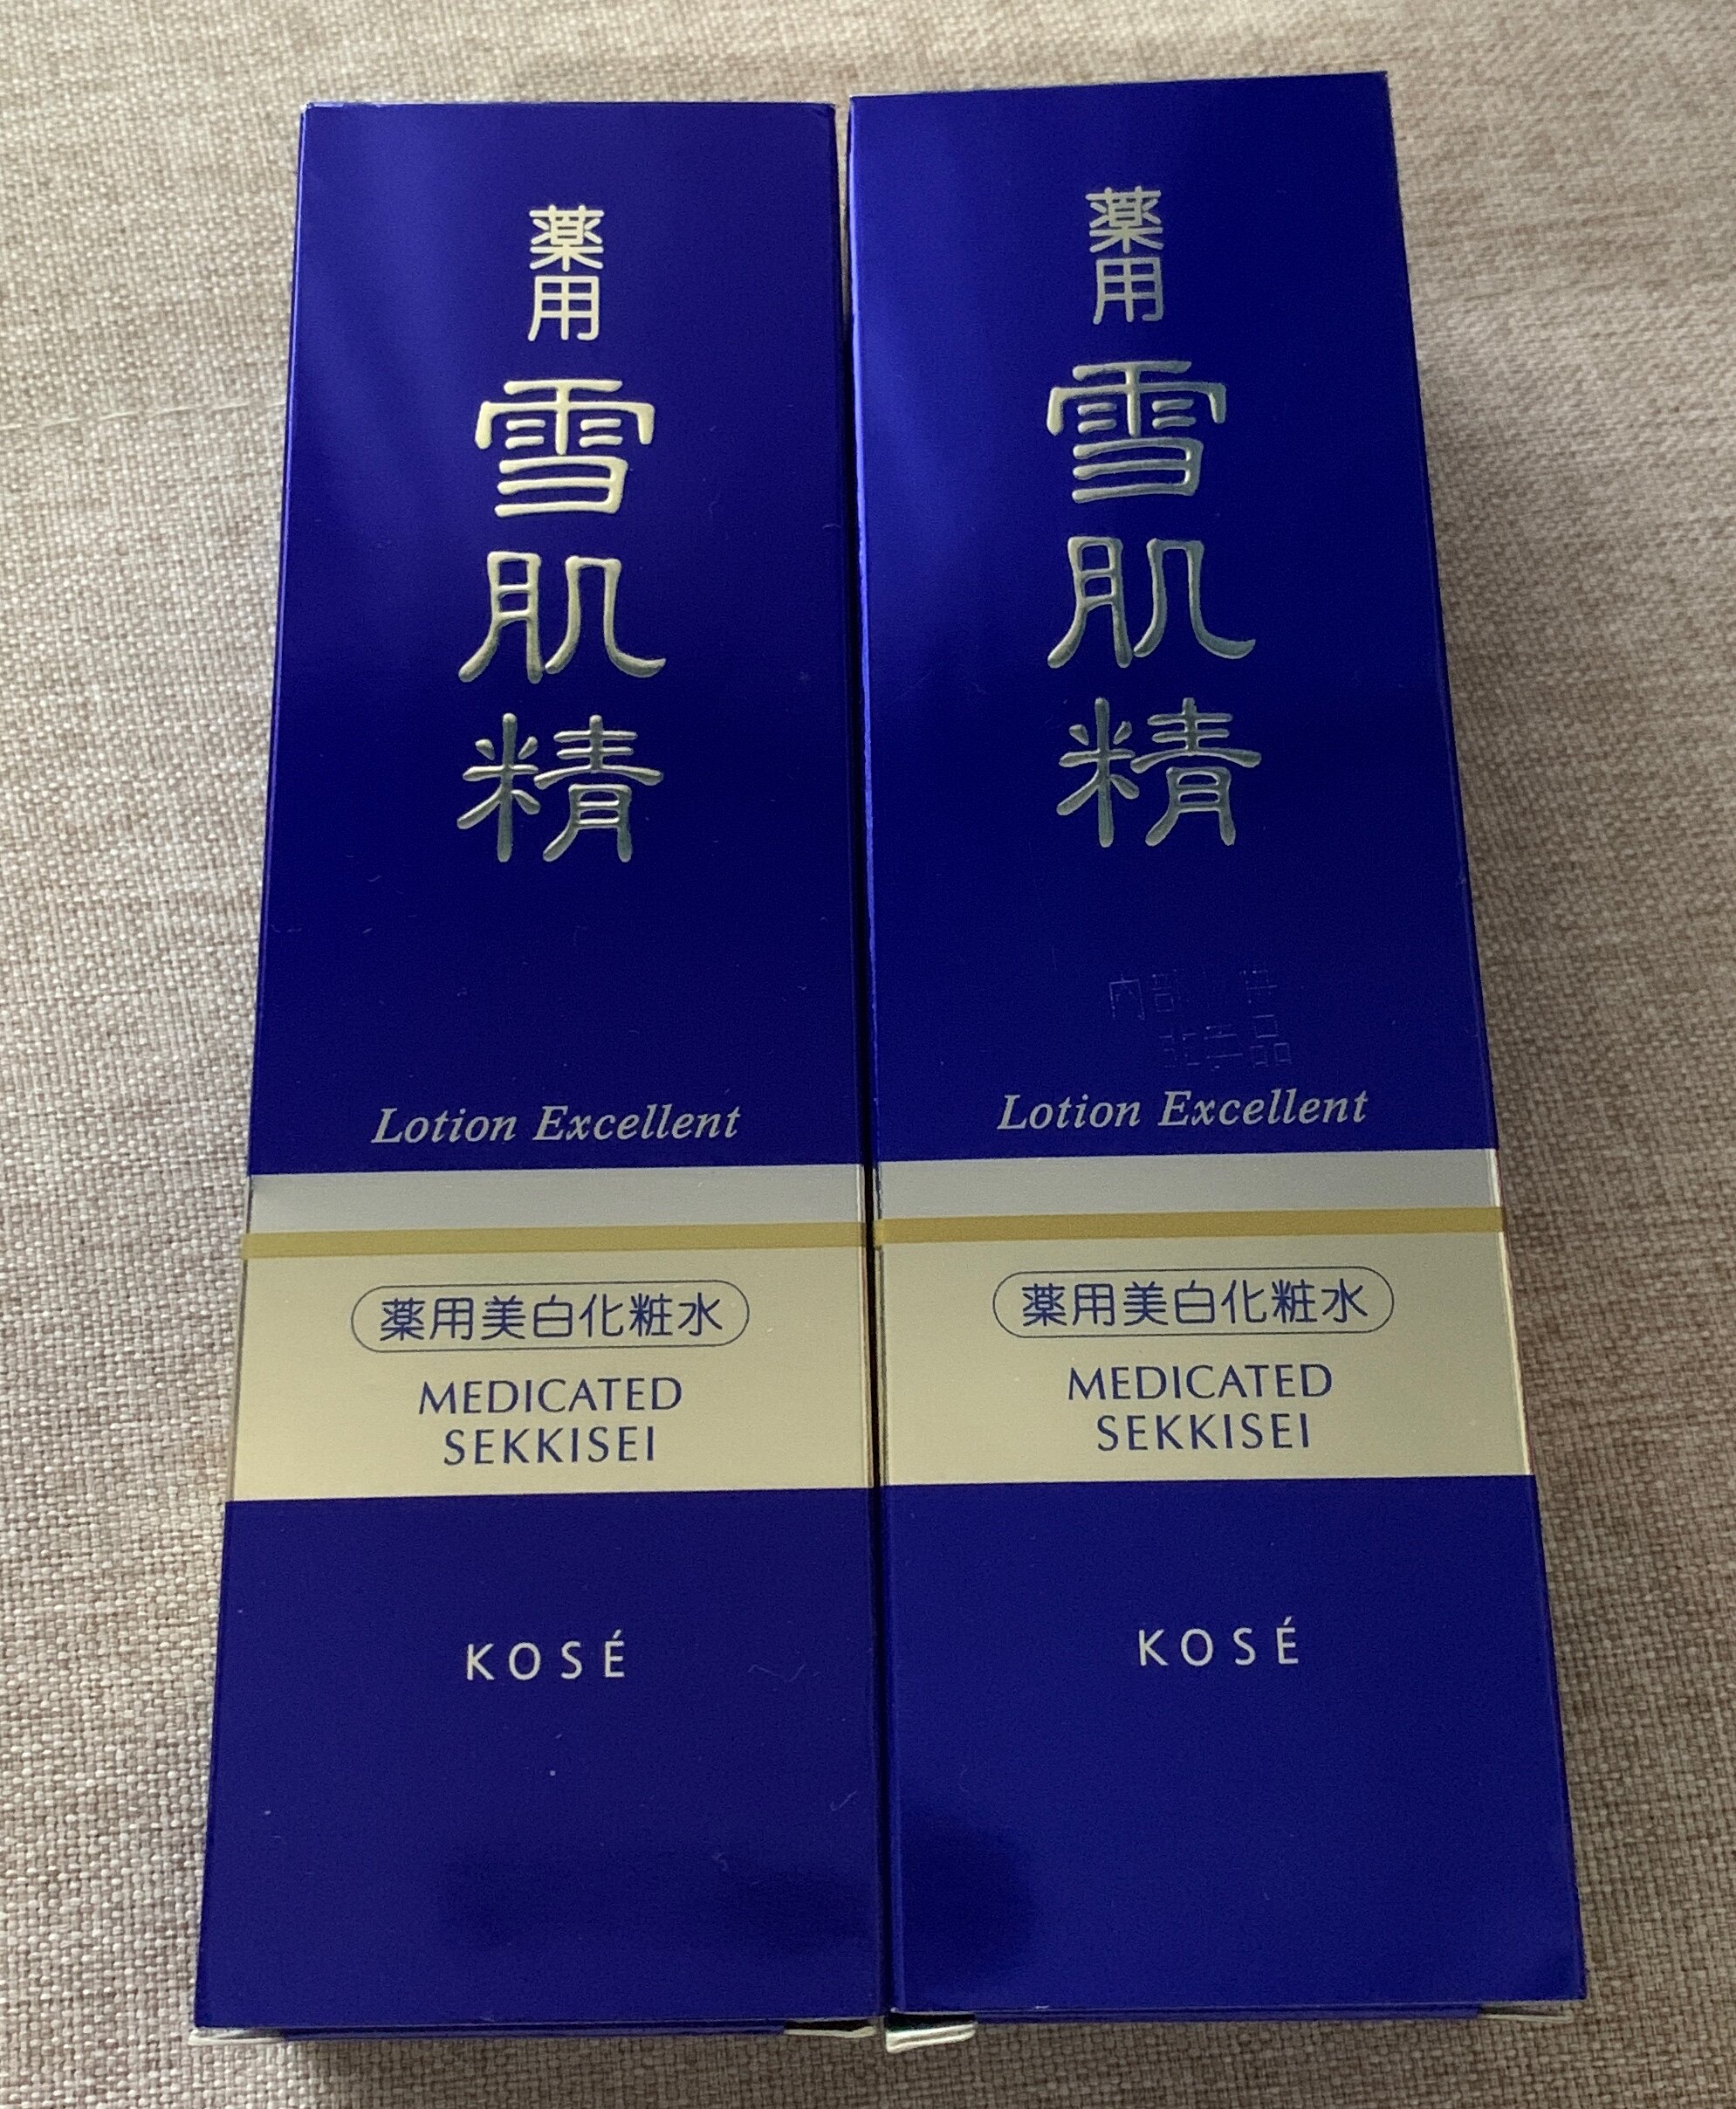 薬用
雪肌精
Lotion Excellent
薬用美白化粧水
MEDICATED
SEKKISEI
KOSÉ
薬用
雪肌精
Lotion Excellent
薬用美白化粧水
MEDICATED
SEKKISEI
KOSÉ